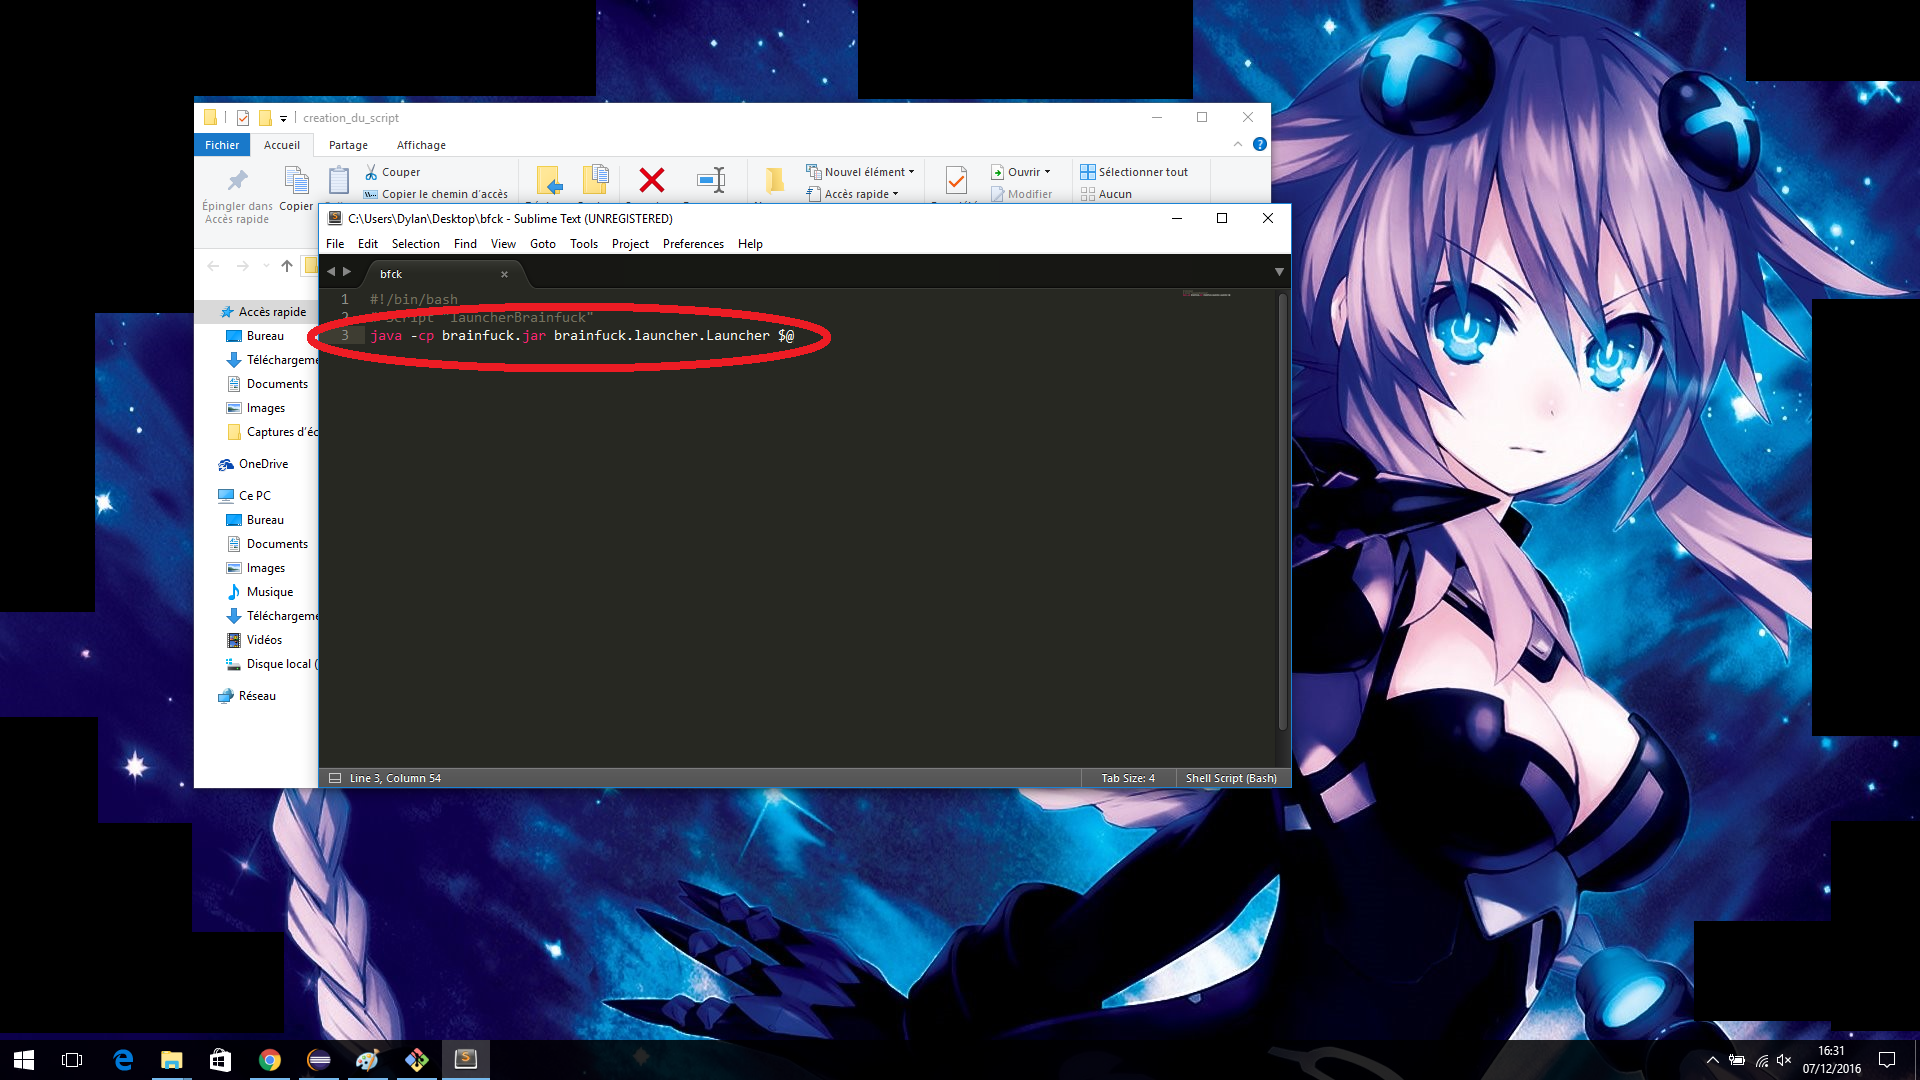 creation_du_script
Fichier Accueil Partage Affichage
Couper
Copier le chemin d'accès
Épingler dans
Accès rapide
Copier
Nouvel élément
Accès rapide
Ouvrir
Modifier
Sélectionner tout
Aucun
C:\Users\Dylan\Desktop\bfck - Sublime Text (UNREGISTERED)
File Edit Selection Find View Goto Tools Project Preferences Help
bfck
1 #!/bin/bash
2 Script "launcherBrainfuck"
3 java -cp brainfuck.jar brainfuck.launcher.Launcher $@
Accès rapide
Bureau
Téléchargeme
Documents
Images
Captures d'éc
OneDrive
Ce PC
Bureau
Documents
Images
Musique
Téléchargeme
Vidéos
Disque local (
Réseau
Line 3, Column 54
Tab Size: 4
Shell Script (Bash)
16:31
07/12/2016